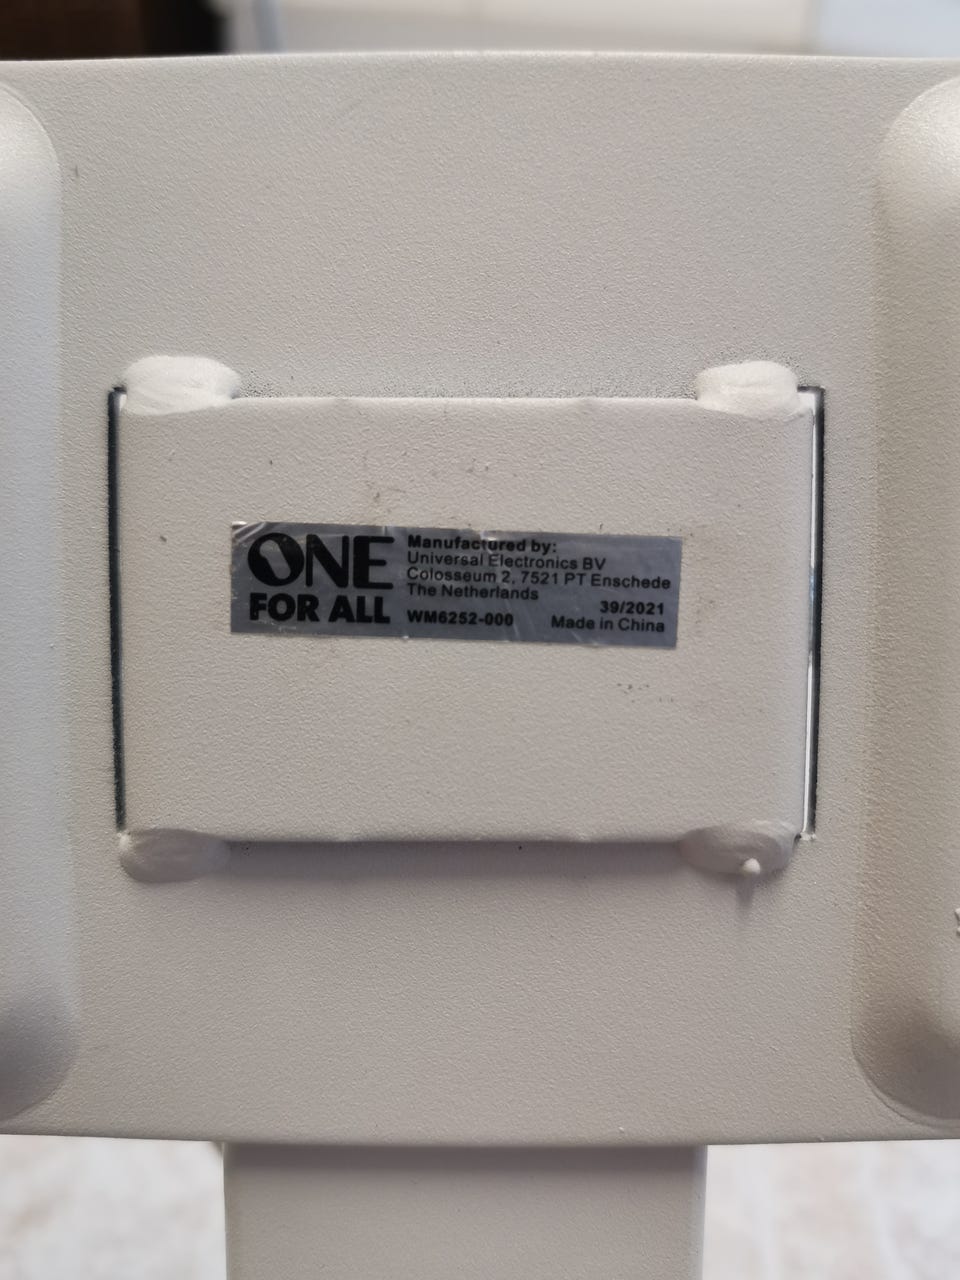 ONE
FOR ALL
Manufactured by:
Universal Electronics BV
Colosseum 2, 7521 PT Enschede
The Netherlands
39/2021
WM6252-000 Made in China